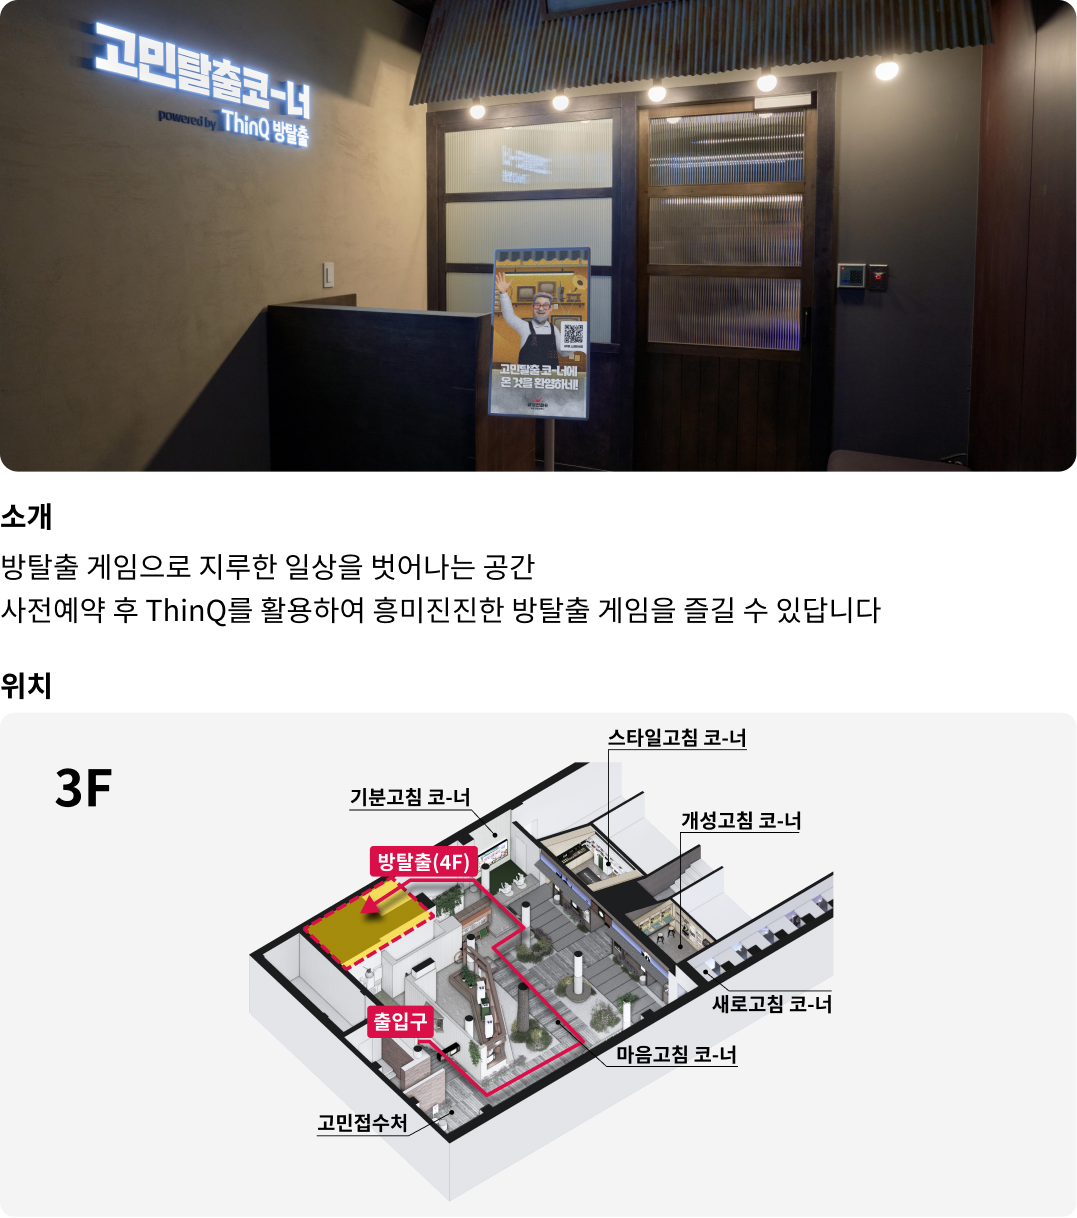 고민탈출코-너
powered by ThinQ 방탈출
고민탈출 코-너에
온 것을 환영하네!
소개
방탈출 게임으로 지루한 일상을 벗어나는 공간
사전예약 후 ThinQ를 활용하여 흥미진진한 방탈출 게임을 즐길 수 있답니다
위치
3F
스타일고침 코-너
기분고침 코-너
개성고침 코-너
방탈출(4F)
새로고침 코-너
출입구
마음고침 코-너
고민접수처